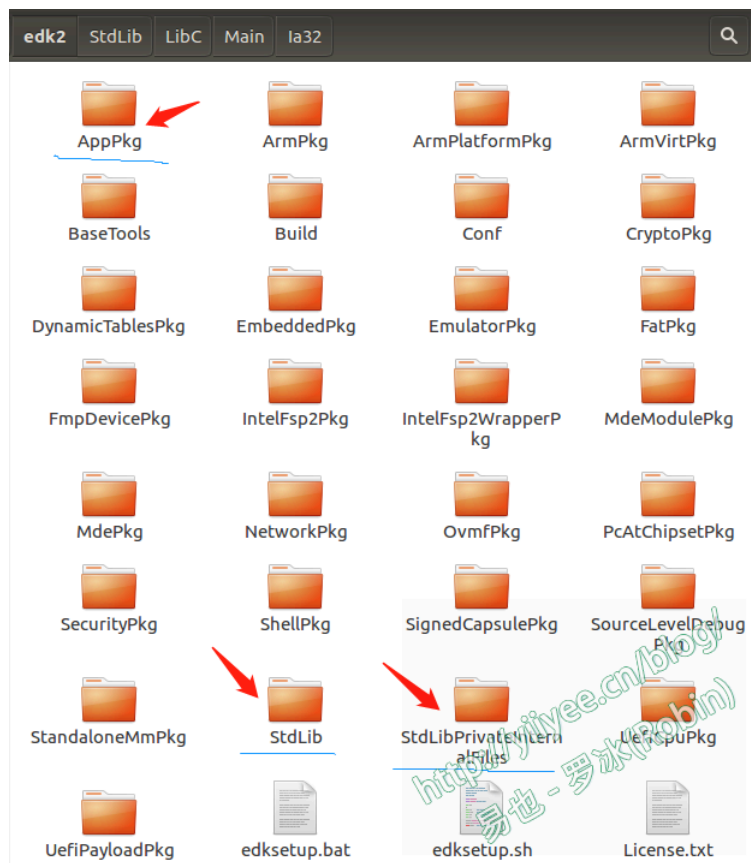 edk2 StdLib LibC Main Ia32
AppPkg ArmPkg ArmPlatformPkg ArmVirtPkg
BaseTools Build Conf CryptoPkg
DynamicTablesPkg EmbeddedPkg EmulatorPkg FatPkg
FmpDevicePkg IntelFsp2Pkg IntelFsp2WrapperP MdeModulePkg
kg
MdePkg NetworkPkg OvmfPkg PcAtChipsetPkg
SecurityPkg ShellPkg SignedCapsulePkg SourceLevelDebug
Pkg
StandaloneMmPkg StdLib StdLibPrivateIntern UefiCpuPkg
alFiles
UefiPayloadPkg edksetup.bat edksetup.sh License.txt
http://yiiyee.cn/blog/
易也 - 罗冰(Robin)